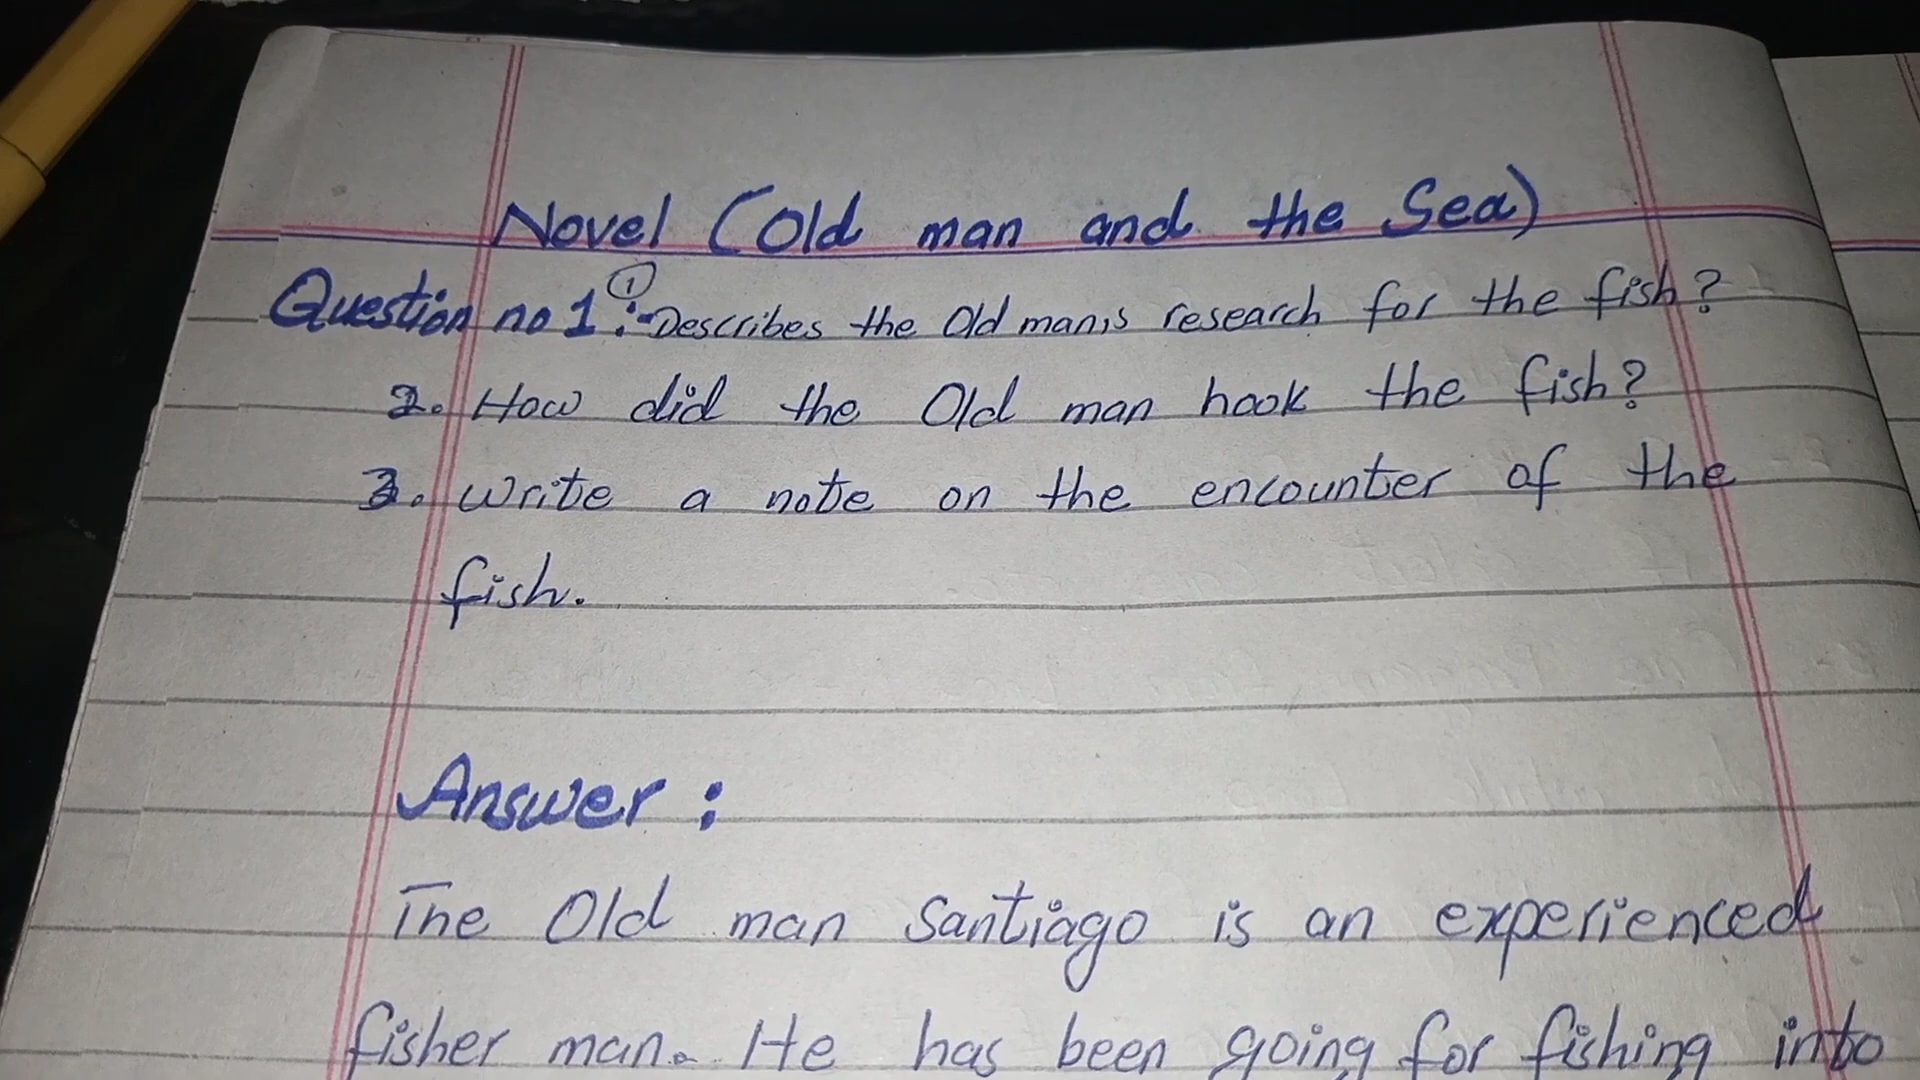 Novel (Old man and the Sea)
Question no 1 :- ① Describes the Old man,s research for the fish?
2. How did the Old man hook the fish?
3. Write a note on the encounter of the
fish.
Answer :
The Old man Santiago is an experienced
fisher man. He has been going for fishing into